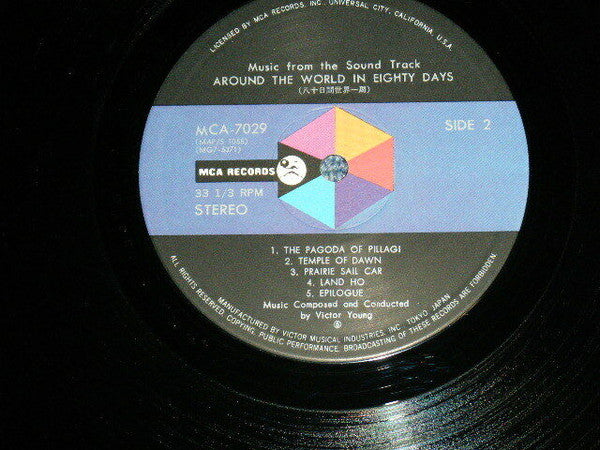 LICENSED BY MCA RECORDS, INC., UNIVERSAL CITY, CALIFORNIA, U.S.A.
Music from the Sound Track
AROUND THE WORLD IN EIGHTY DAYS
(八十日間世界一周)
MCA-7029
SIDE 2
(MAP/S 1055)
(MG7-5371)
MCA RECORDS
33 1/3 RPM
STEREO
1. THE PAGODA OF PILLAGI
2. TEMPLE OF DAWN
3. PRAIRIE SAIL CAR
4. LAND HO
5. EPILOGUE
Music Composed and Conducted
by Victor Young
MANUFACTURED BY VICTOR MUSICAL INDUSTRIES, INC. TOKYO, JAPAN
ALL RIGHTS RESERVED. COPYING, PUBLIC PERFORMANCE, BROADCASTING OF THESE RECORDS ARE FORBIDDEN.